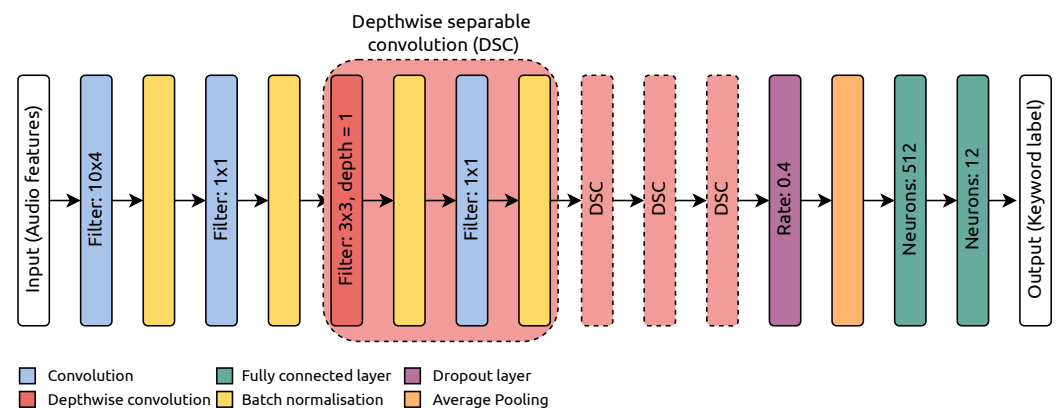 Depthwise separable
convolution (DSC)
Input (Audio features)
Filter: 10x4
Filter: 1x1
Filter: 3x3, depth = 1
Filter: 1x1
DSC
DSC
DSC
Rate: 0.4
Neurons: 512
Neurons: 12
Output (Keyword label)
Convolution
Fully connected layer
Dropout layer
Depthwise convolution
Batch normalisation
Average Pooling